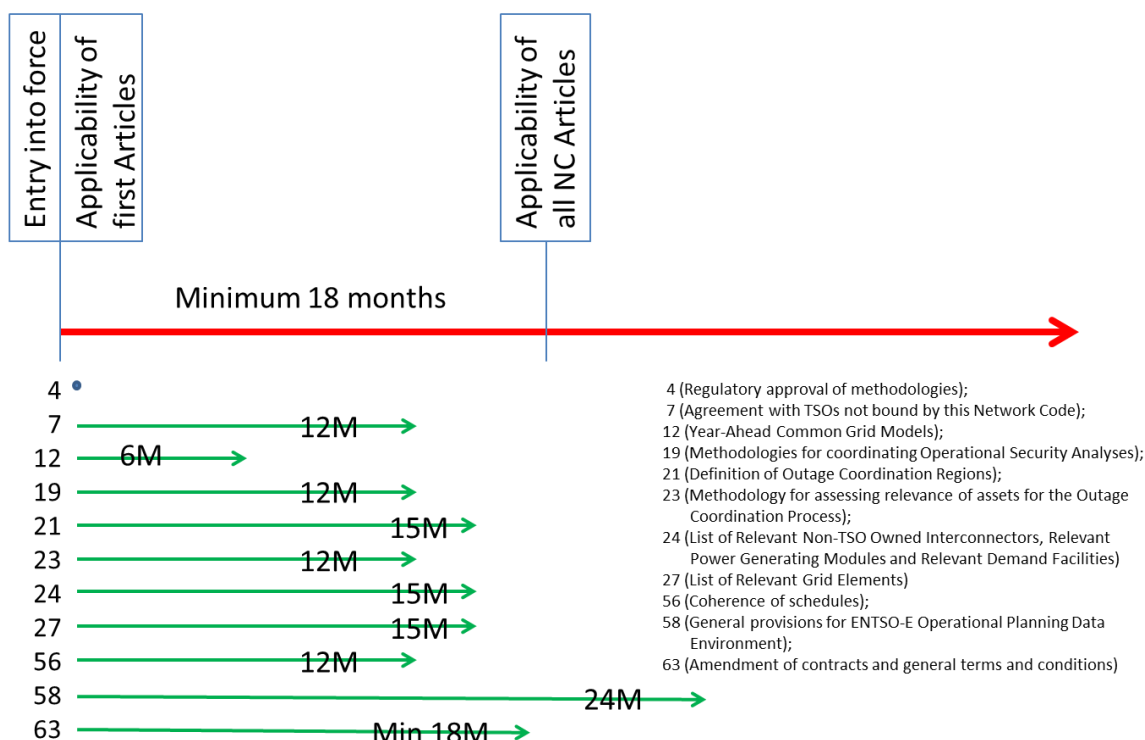 Entry into force
Applicability of
first Articles
Applicability of
all NC Articles
Minimum 18 months
4
7 12M
12 6M
19 12M
21 15M
23 12M
24 15M
27 15M
56 12M
58 24M
63 Min 18M
4 (Regulatory approval of methodologies);
7 (Agreement with TSOs not bound by this Network Code);
12 (Year-Ahead Common Grid Models);
19 (Methodologies for coordinating Operational Security Analyses);
21 (Definition of Outage Coordination Regions);
23 (Methodology for assessing relevance of assets for the Outage
Coordination Process);
24 (List of Relevant Non-TSO Owned Interconnectors, Relevant
Power Generating Modules and Relevant Demand Facilities)
27 (List of Relevant Grid Elements)
56 (Coherence of schedules);
58 (General provisions for ENTSO-E Operational Planning Data
Environment);
63 (Amendment of contracts and general terms and conditions)